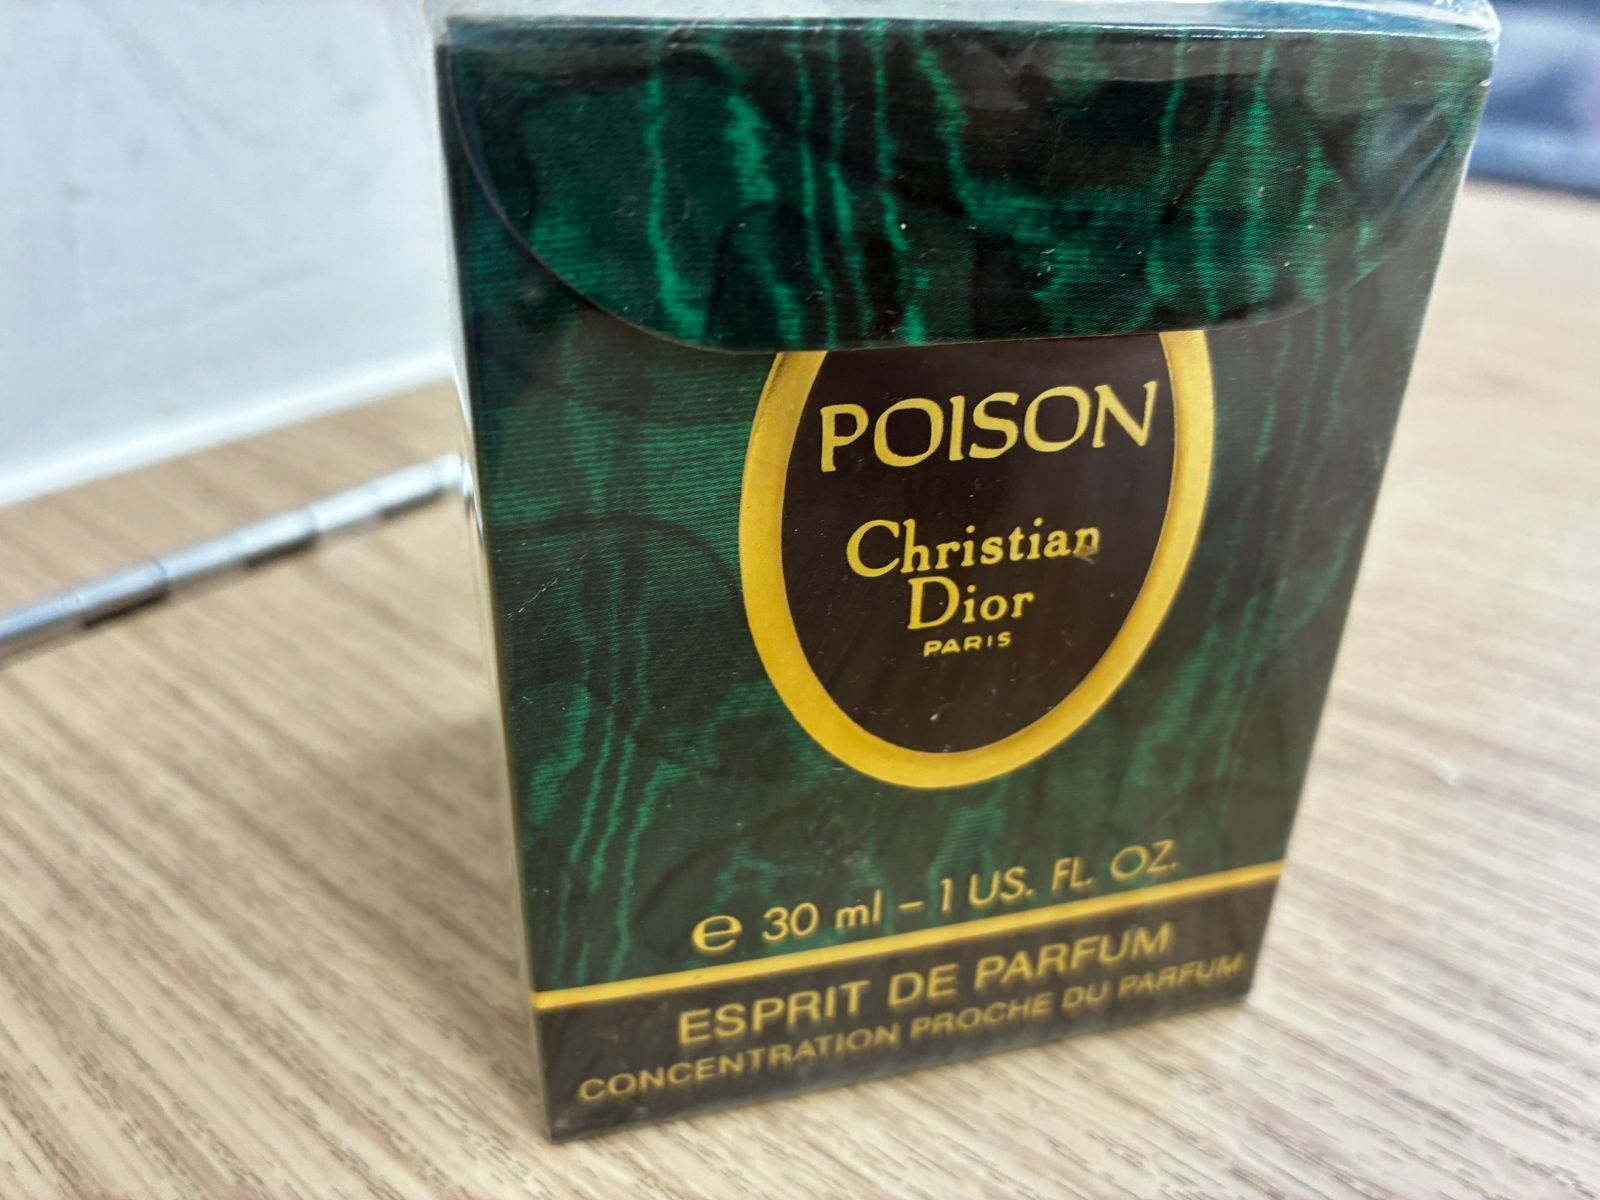 POISON
Christian
Dior
PARIS
℮ 30 ml – 1 US. FL. OZ.
ESPRIT DE PARFUM
CONCENTRATION PROCHE DU PARFUM